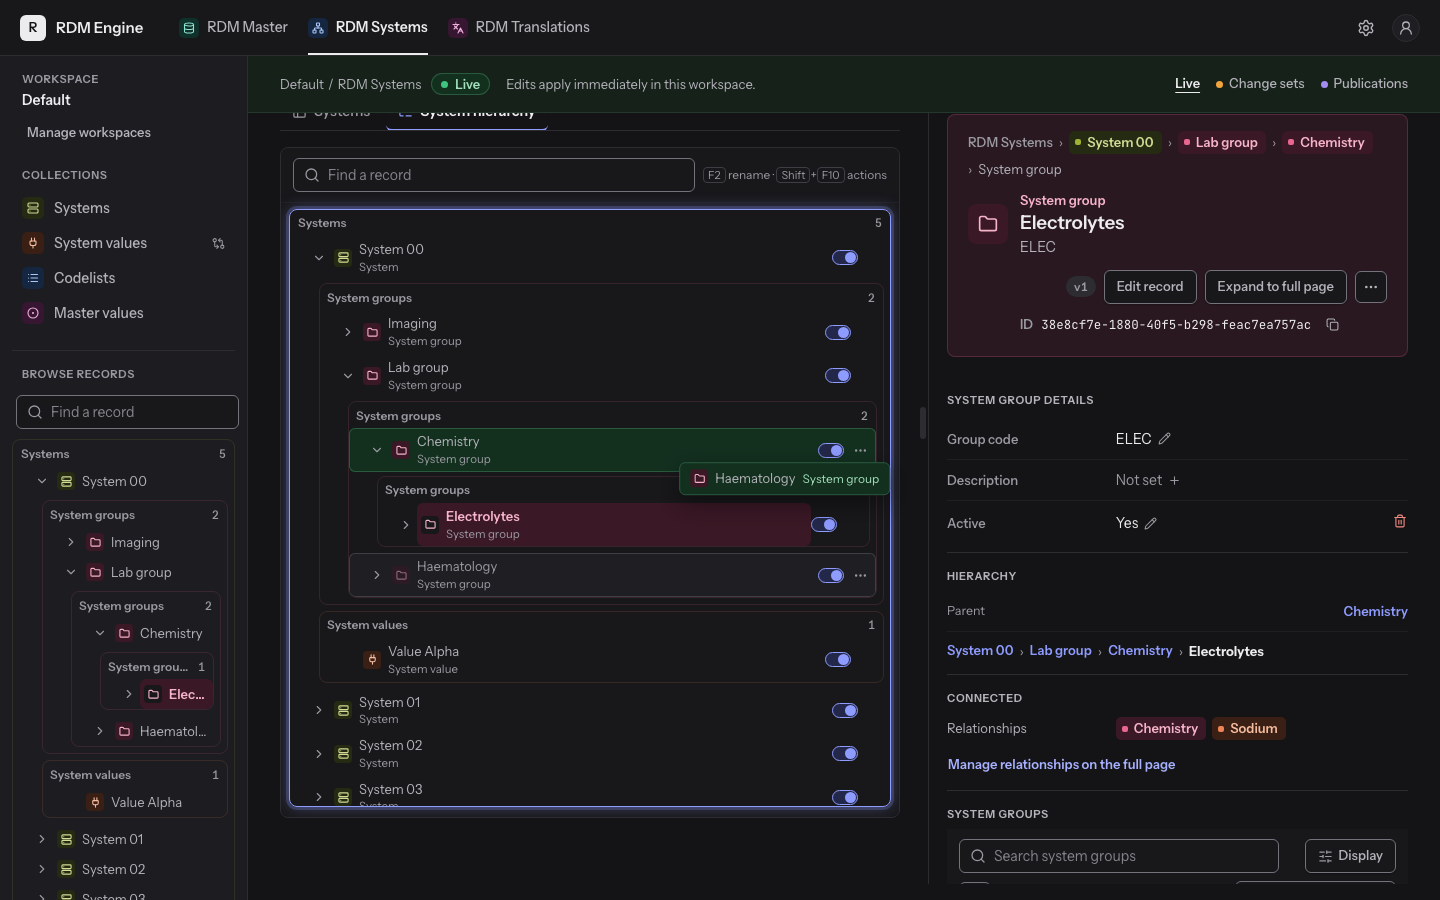 R RDM Engine RDM Master RDM Systems RDM Translations
WORKSPACE
Default
Manage workspaces
COLLECTIONS
Systems
System values
Codelists
Master values
BROWSE RECORDS
Find a record
Systems 5
System 00
System groups 2
Imaging
Lab group
System groups 2
Chemistry
System grou... 1
Elec...
Haematol...
System values 1
Value Alpha
System 01
System 02
System 03
Default / RDM Systems Live Edits apply immediately in this workspace. Live Change sets Publications
Systems System hierarchy
Find a record F2 rename · Shift + F10 actions
Systems 5
System 00
System
System groups 2
Imaging
System group
Lab group
System group
System groups 2
Chemistry
System group
Haematology System group
System groups
Electrolytes
System group
Haematology
System group
System values 1
Value Alpha
System value
System 01
System
System 02
System
System 03
System
RDM Systems › System 00 › Lab group › Chemistry
› System group
System group
Electrolytes
ELEC
v1 Edit record Expand to full page ...
ID 38e8cf7e-1880-40f5-b298-feac7ea757ac
SYSTEM GROUP DETAILS
Group code ELEC
Description Not set +
Active Yes
HIERARCHY
Parent Chemistry
System 00 › Lab group › Chemistry › Electrolytes
CONNECTED
Relationships Chemistry Sodium
Manage relationships on the full page
SYSTEM GROUPS
Search system groups Display